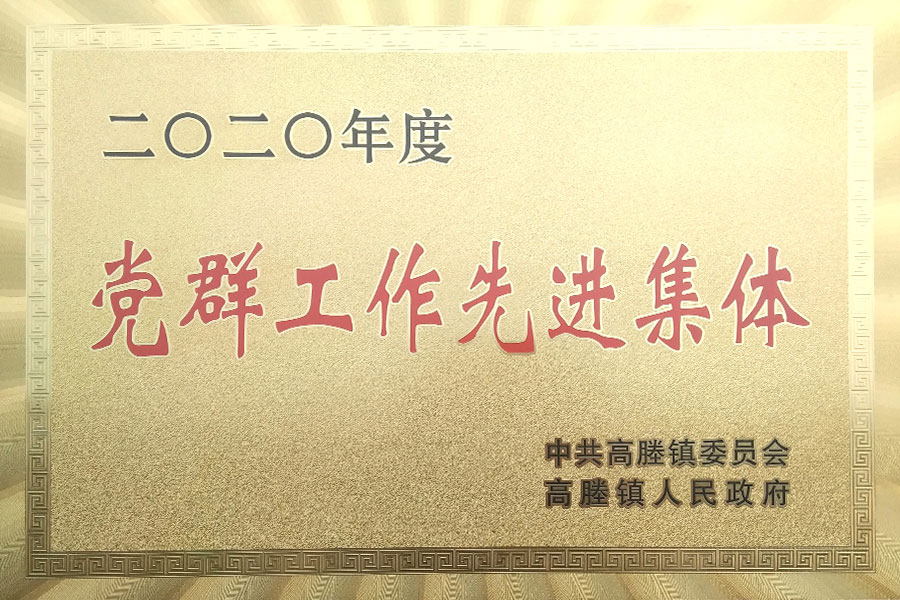 二〇二〇年度
党群工作先进集体
中共高塍镇委员会
高塍镇人民政府